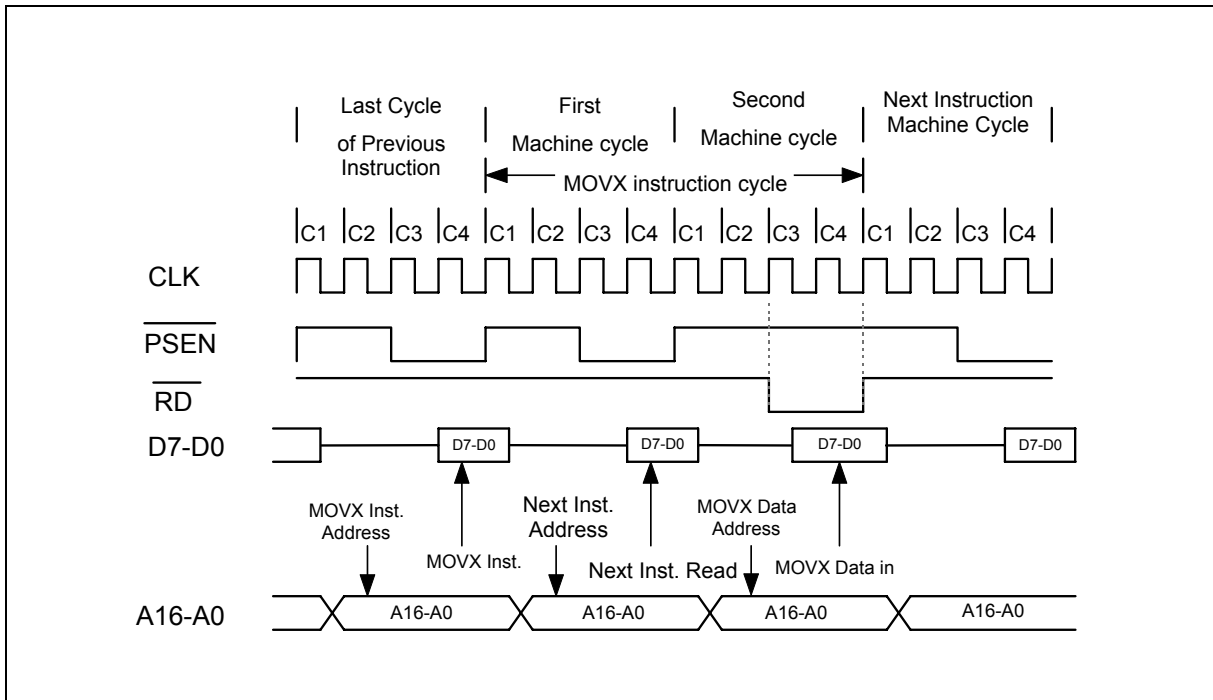 Last Cycle
of Previous
Instruction
First
Machine cycle
Second
Machine cycle
Next Instruction
Machine Cycle
MOVX instruction cycle
C1 C2 C3 C4 C1 C2 C3 C4 C1 C2 C3 C4 C1 C2 C3 C4
CLK
PSEN
RD
D7-D0
D7-D0 D7-D0 D7-D0 D7-D0
MOVX Inst.
Address
MOVX Inst.
Next Inst.
Address
Next Inst. Read
MOVX Data
Address
MOVX Data in
A16-A0
A16-A0 A16-A0 A16-A0 A16-A0